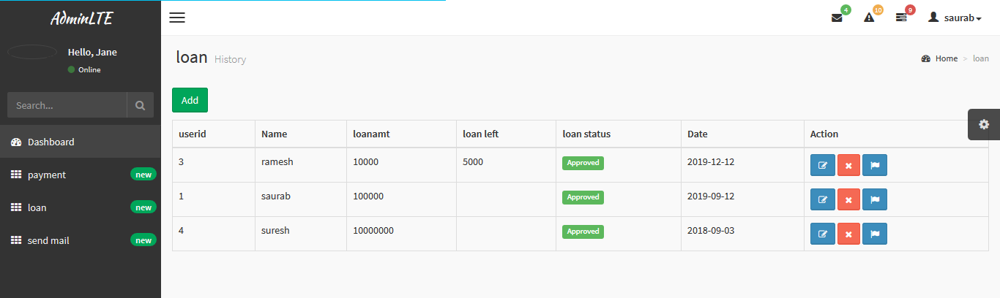 AdminLTE
4 10 9 saurab
Hello, Jane
Online
loan History
Home > loan
Search...
Add
Dashboard
payment new
loan new
send mail new
userid Name loanamt loan left loan status Date Action
3 ramesh 10000 5000 Approved 2019-12-12
1 saurab 100000 Approved 2019-09-12
4 suresh 10000000 Approved 2018-09-03